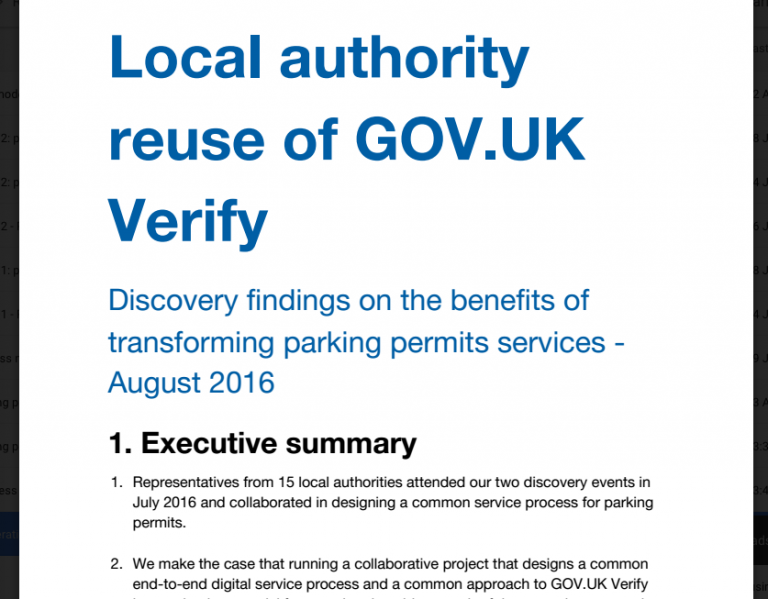 Local authority
reuse of GOV.UK
Verify
Discovery findings on the benefits of
transforming parking permits services -
August 2016
1. Executive summary
1. Representatives from 15 local authorities attended our two discovery events in
July 2016 and collaborated in designing a common service process for parking
permits.
2. We make the case that running a collaborative project that designs a common
end-to-end digital service process and a common approach to GOV.UK Verify